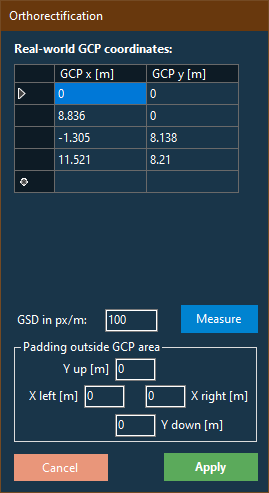 Orthorectification
Real-world GCP coordinates:
GCP x [m] GCP y [m]
0 0
8.836 0
-1.305 8.138
11.521 8.21
GSD in px/m: 100 Measure
Padding outside GCP area
Y up [m] 0
X left [m] 0 0 X right [m]
0 Y down [m]
Cancel Apply